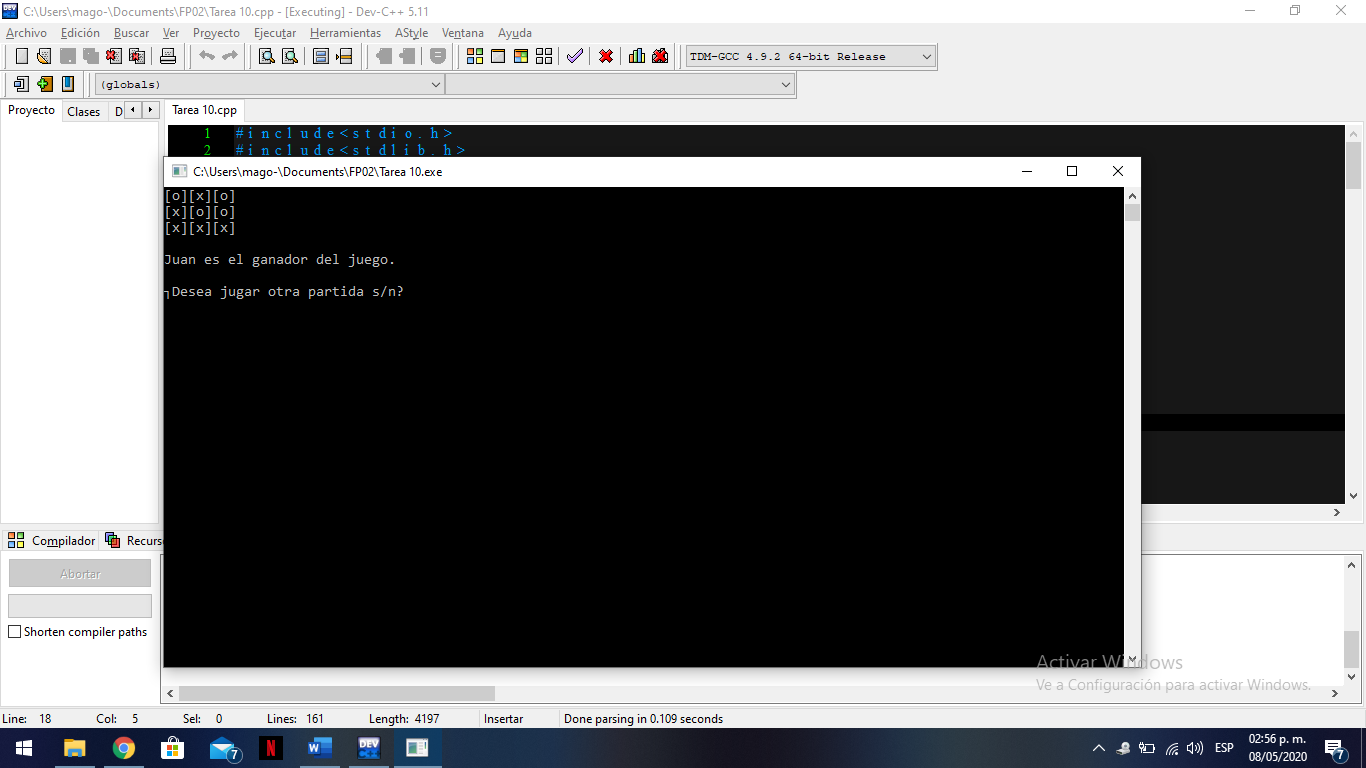 C:\Users\mago-\Documents\FP02\Tarea 10.cpp - [Executing] - Dev-C++ 5.11
Archivo Edición Buscar Ver Proyecto Ejecutar Herramientas AStyle Ventana Ayuda
TDM-GCC 4.9.2 64-bit Release
(globals)
Proyecto Clases D
Tarea 10.cpp
1 #include<stdio.h>
2 #include<stdlib.h>
C:\Users\mago-\Documents\FP02\Tarea 10.exe
[o][x][o]
[x][o][o]
[x][x][x]
Juan es el ganador del juego.
┐Desea jugar otra partida s/n?
Compilador Recurs
Abortar
Shorten compiler paths
Activar Windows
Ve a Configuración para activar Windows.
Line: 18 Col: 5 Sel: 0 Lines: 161 Length: 4197 Insertar Done parsing in 0.109 seconds
7 N W DEV C++ ESP 02:56 p. m.
08/05/2020 7